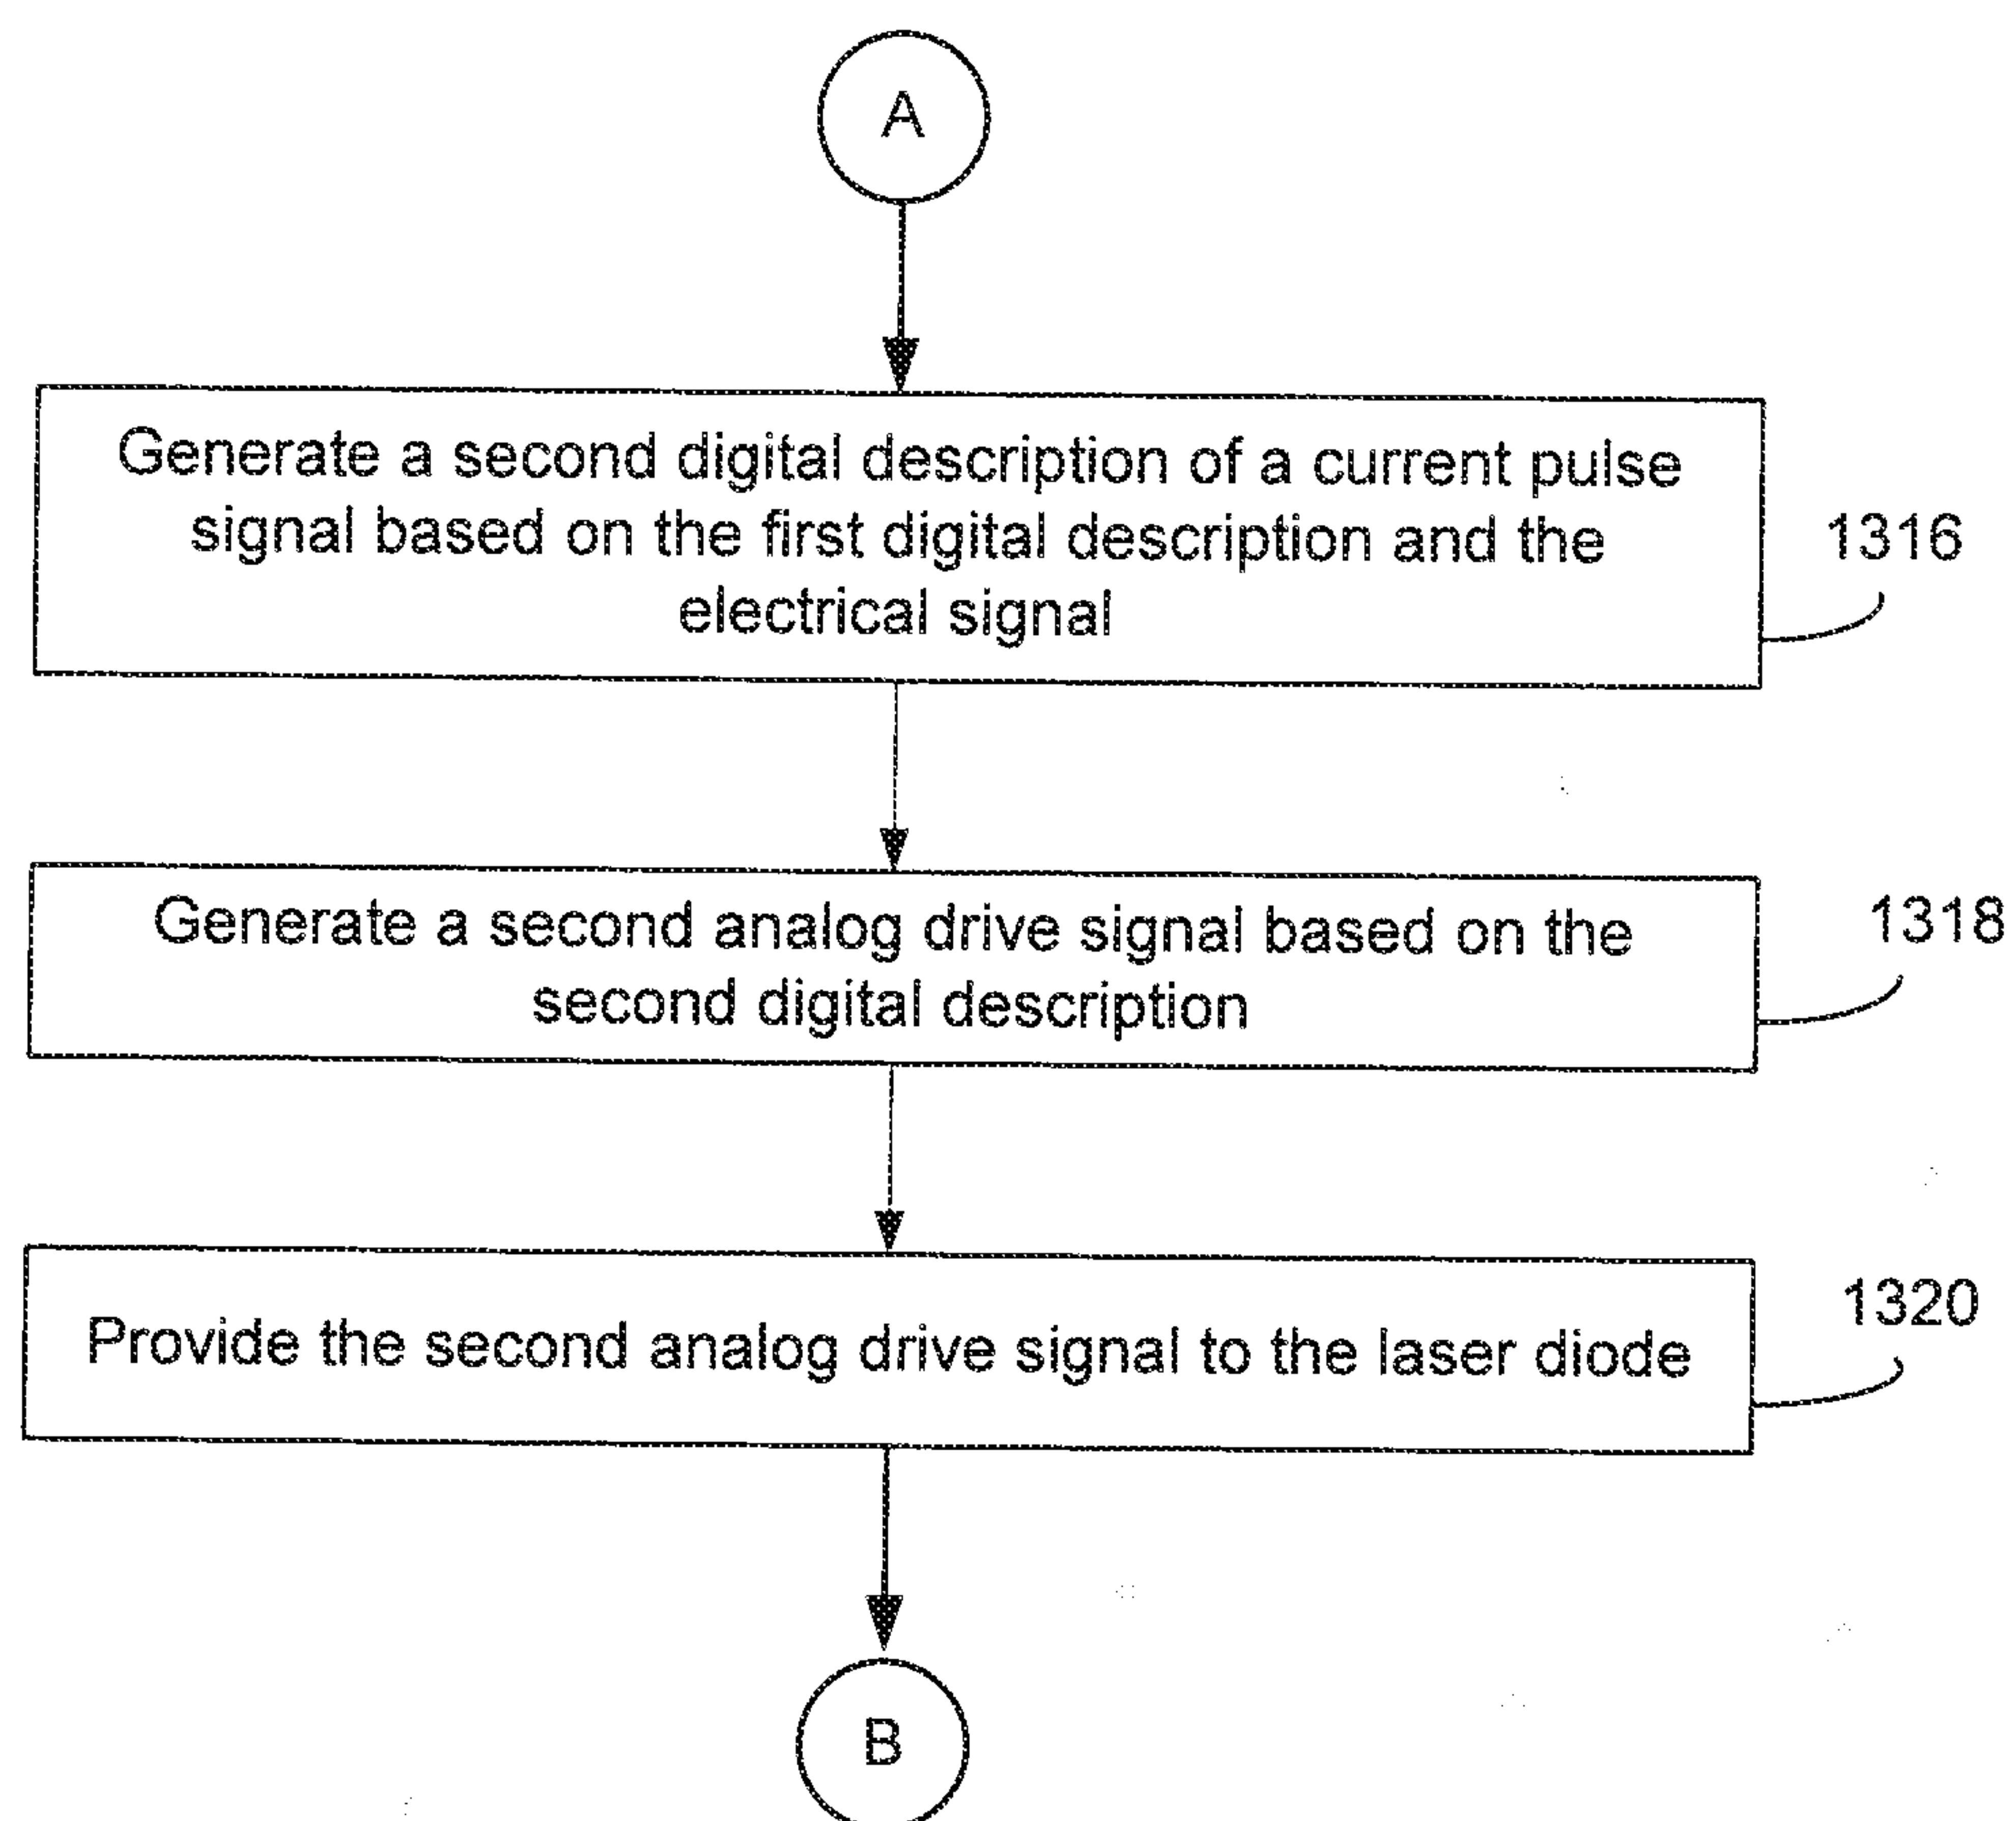 A
Generate a second digital description of a current pulse
signal based on the first digital description and the
electrical signal
1316
Generate a second analog drive signal based on the
second digital description
1318
Provide the second analog drive signal to the laser diode
1320
B